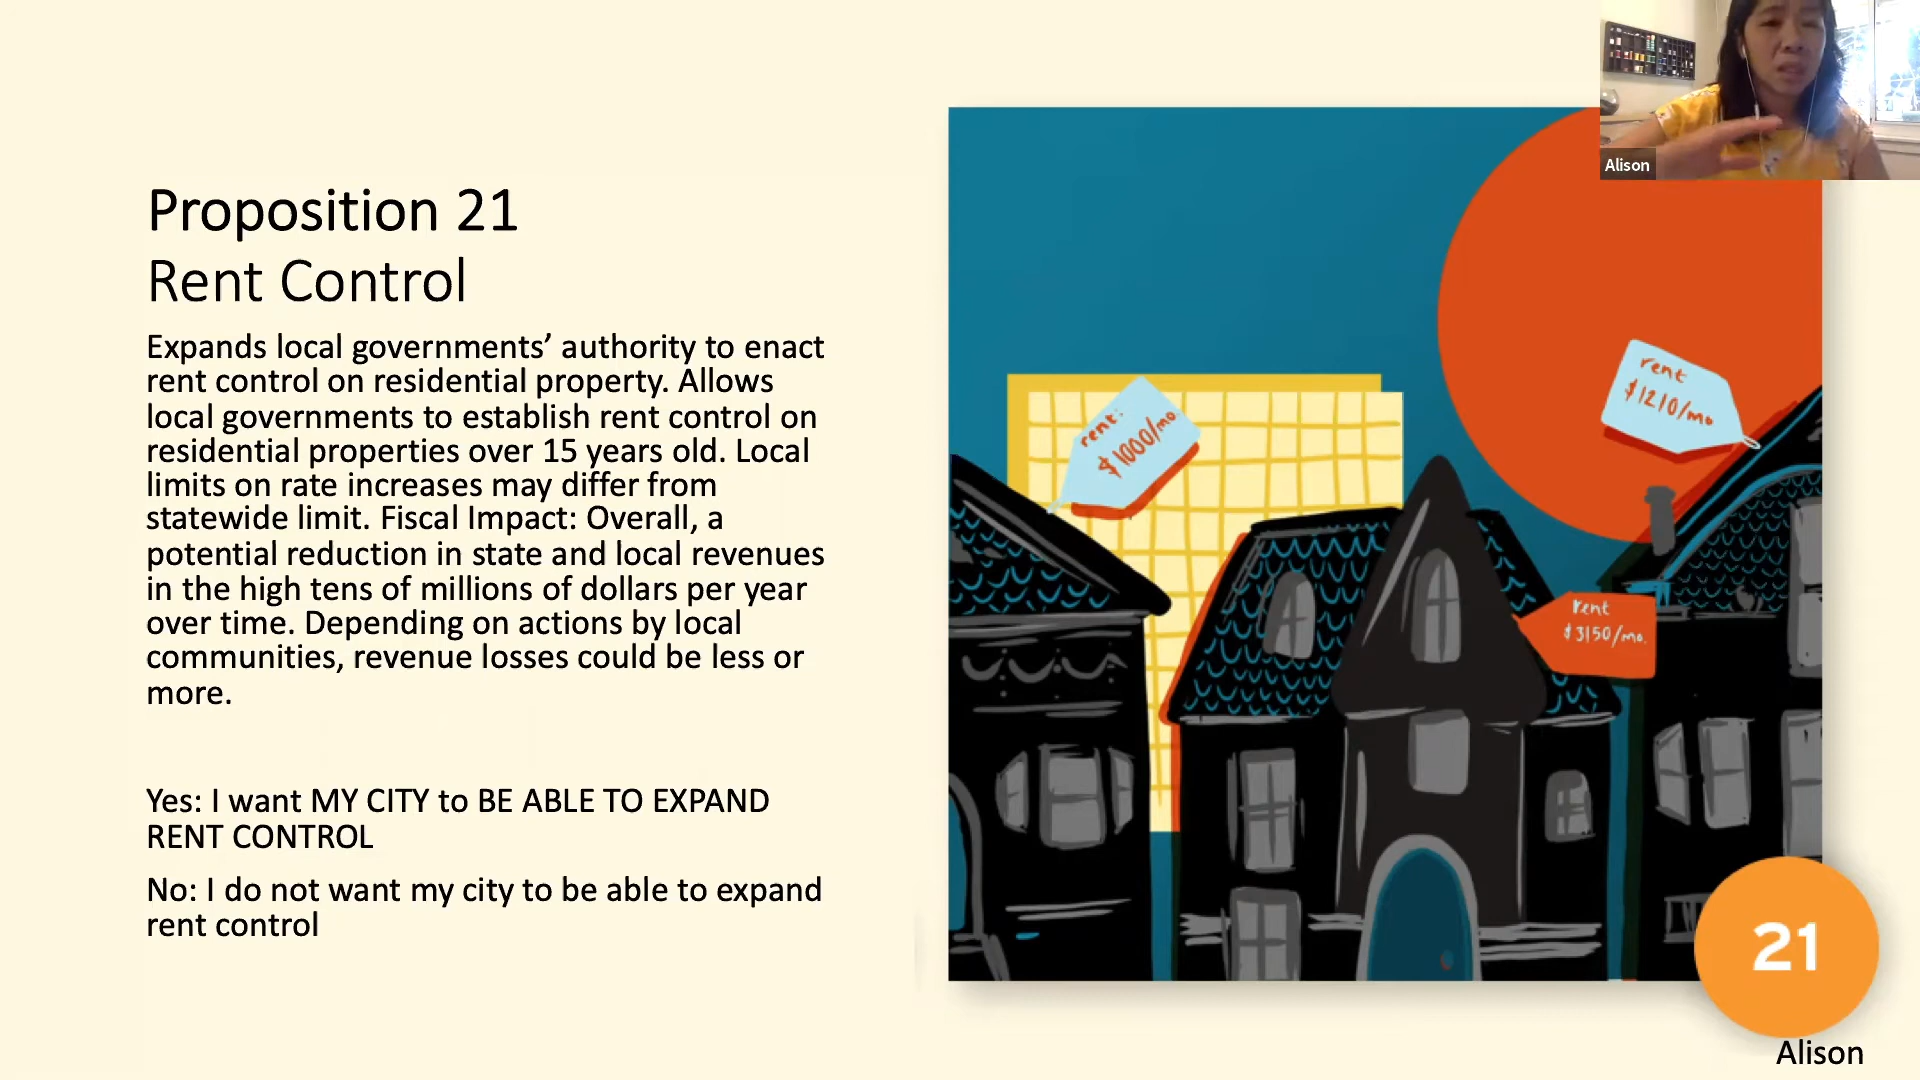 Alison
Proposition 21
Rent Control
Expands local governments’ authority to enact
rent control on residential property. Allows
local governments to establish rent control on
residential properties over 15 years old. Local
limits on rate increases may differ from
statewide limit. Fiscal Impact: Overall, a
potential reduction in state and local revenues
in the high tens of millions of dollars per year
over time. Depending on actions by local
communities, revenue losses could be less or
more.
Yes: I want MY CITY to BE ABLE TO EXPAND
RENT CONTROL
No: I do not want my city to be able to expand
rent control
rent:
$1000/mo.
rent
$1210/mo
rent
$3150/mo.
21
Alison